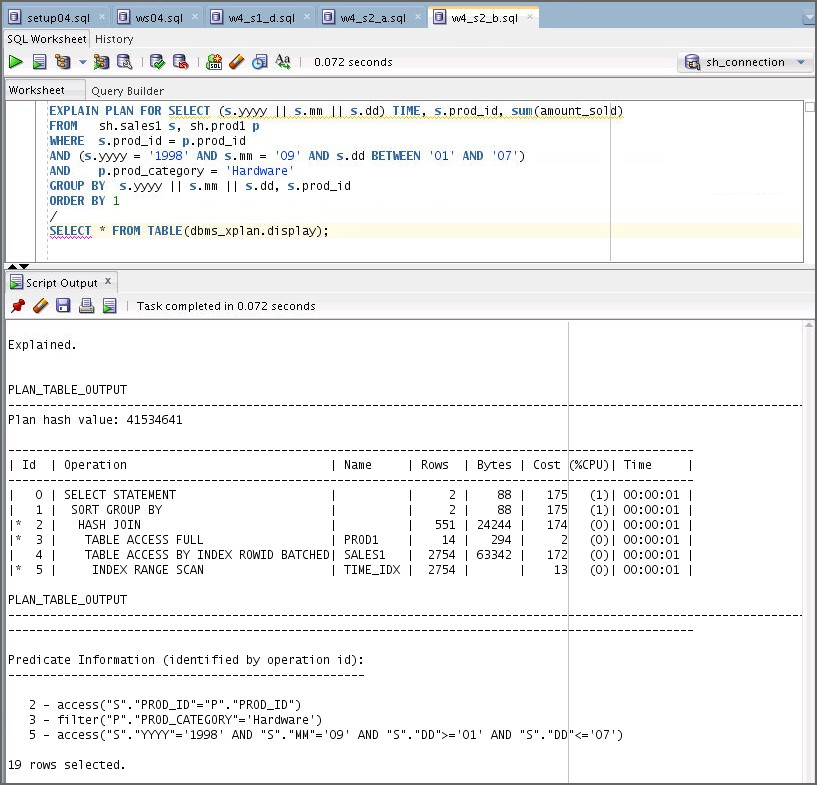 setup04.sql × ws04.sql × w4_s1_d.sql × w4_s2_a.sql × w4_s2_b.sql ×
SQL Worksheet History
0.072 seconds sh_connection
Worksheet Query Builder
EXPLAIN PLAN FOR SELECT (s.yyyy || s.mm || s.dd) TIME, s.prod_id, sum(amount_sold)
FROM   sh.sales1 s, sh.prod1 p
WHERE  s.prod_id = p.prod_id
AND (s.yyyy = '1998' AND s.mm = '09' AND s.dd BETWEEN '01' AND '07')
AND    p.prod_category = 'Hardware'
GROUP BY  s.yyyy || s.mm || s.dd, s.prod_id
ORDER BY 1
/
SELECT * FROM TABLE(dbms_xplan.display);
Script Output ×
Task completed in 0.072 seconds
Explained.
PLAN_TABLE_OUTPUT
Plan hash value: 41534641
| Id  | Operation                            | Name     | Rows  | Bytes | Cost (%CPU)| Time     |
|   0 | SELECT STATEMENT                     |          |     2 |    88 |   175   (1)| 00:00:01 |
|   1 |  SORT GROUP BY                       |          |     2 |    88 |   175   (1)| 00:00:01 |
|*  2 |   HASH JOIN                          |          |   551 | 24244 |   174   (0)| 00:00:01 |
|*  3 |    TABLE ACCESS FULL                 | PROD1    |    14 |   294 |     2   (0)| 00:00:01 |
|   4 |    TABLE ACCESS BY INDEX ROWID BATCHED| SALES1   |  2754 | 63342 |   172   (0)| 00:00:01 |
|*  5 |     INDEX RANGE SCAN                 | TIME_IDX |  2754 |       |    13   (0)| 00:00:01 |
PLAN_TABLE_OUTPUT
Predicate Information (identified by operation id):
2 - access("S"."PROD_ID"="P"."PROD_ID")
3 - filter("P"."PROD_CATEGORY"='Hardware')
5 - access("S"."YYYY"='1998' AND "S"."MM"='09' AND "S"."DD">='01' AND "S"."DD"<='07')
19 rows selected.